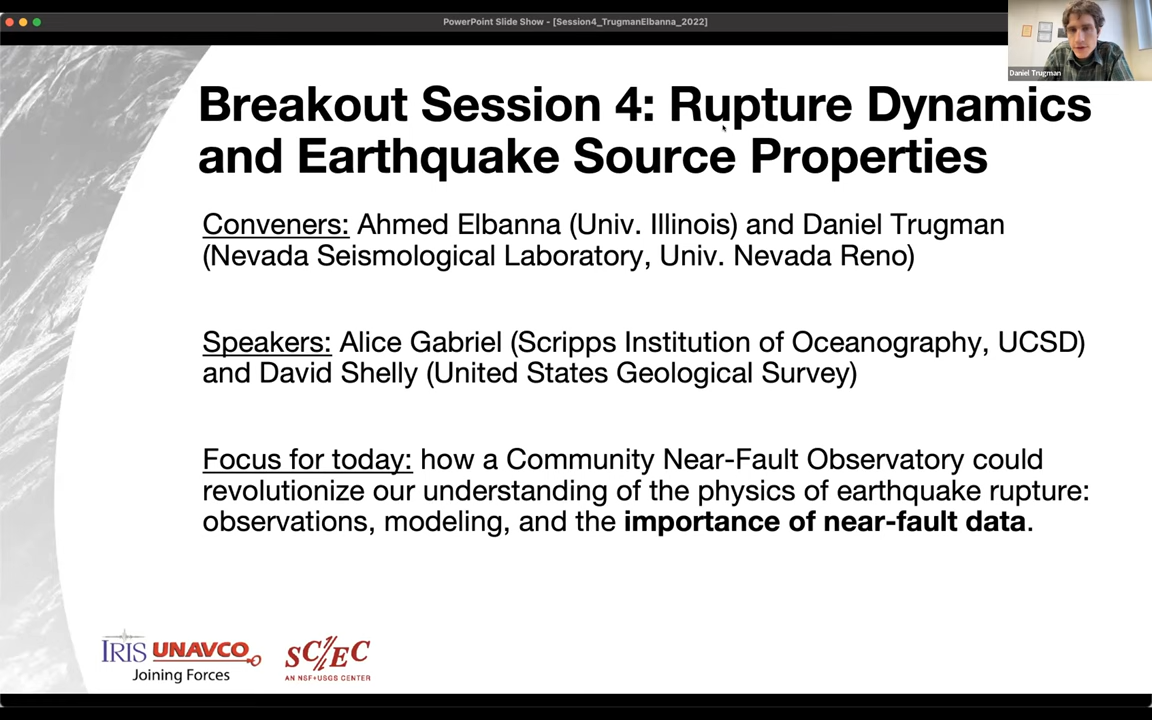 PowerPoint Slide Show - [Session4_TrugmanElbanna_2022]
Daniel Trugman
Breakout Session 4: Rupture Dynamics
and Earthquake Source Properties
Conveners: Ahmed Elbanna (Univ. Illinois) and Daniel Trugman
(Nevada Seismological Laboratory, Univ. Nevada Reno)
Speakers: Alice Gabriel (Scripps Institution of Oceanography, UCSD)
and David Shelly (United States Geological Survey)
Focus for today: how a Community Near-Fault Observatory could
revolutionize our understanding of the physics of earthquake rupture:
observations, modeling, and the importance of near-fault data.
IRIS UNAVCO
Joining Forces
SC/EC
AN NSF+USGS CENTER